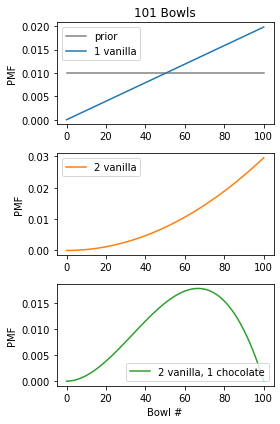 101 Bowls
0.020
0.015
0.010
0.005
0.000
PMF
prior
1 vanilla
0 20 40 60 80 100
0.03
0.02
0.01
0.00
PMF
2 vanilla
0 20 40 60 80 100
0.015
0.010
0.005
0.000
PMF
2 vanilla, 1 chocolate
0 20 40 60 80 100
Bowl #